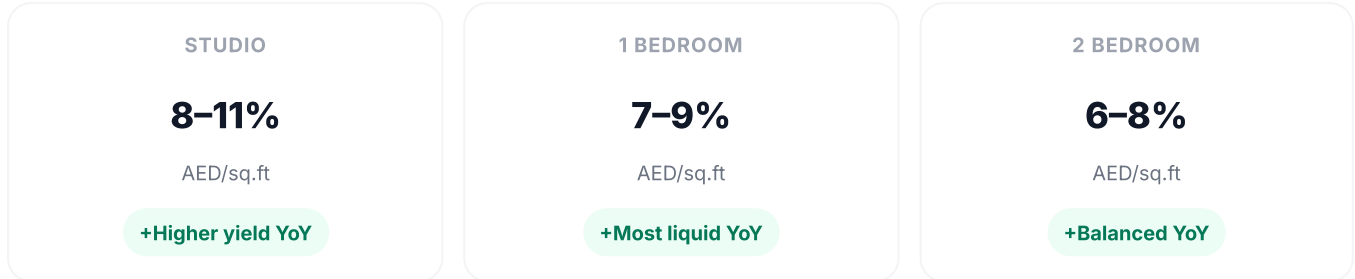 STUDIO
8–11%
AED/sq.ft
+Higher yield YoY
1 BEDROOM
7–9%
AED/sq.ft
+Most liquid YoY
2 BEDROOM
6–8%
AED/sq.ft
+Balanced YoY